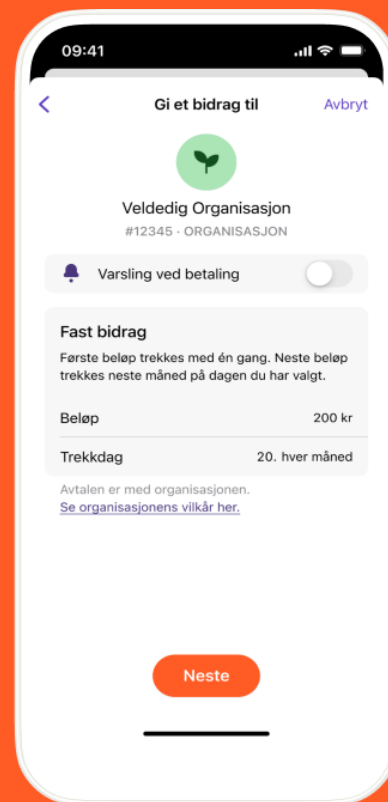 09:41
Gi et bidrag til
Avbryt
Veldedig Organisasjon
#12345 · ORGANISASJON
Varsling ved betaling
Fast bidrag
Første beløp trekkes med én gang. Neste beløp
trekkes neste måned på dagen du har valgt.
Beløp 200 kr
Trekkdag 20. hver måned
Avtalen er med organisasjonen.
Se organisasjonens vilkår her.
Neste